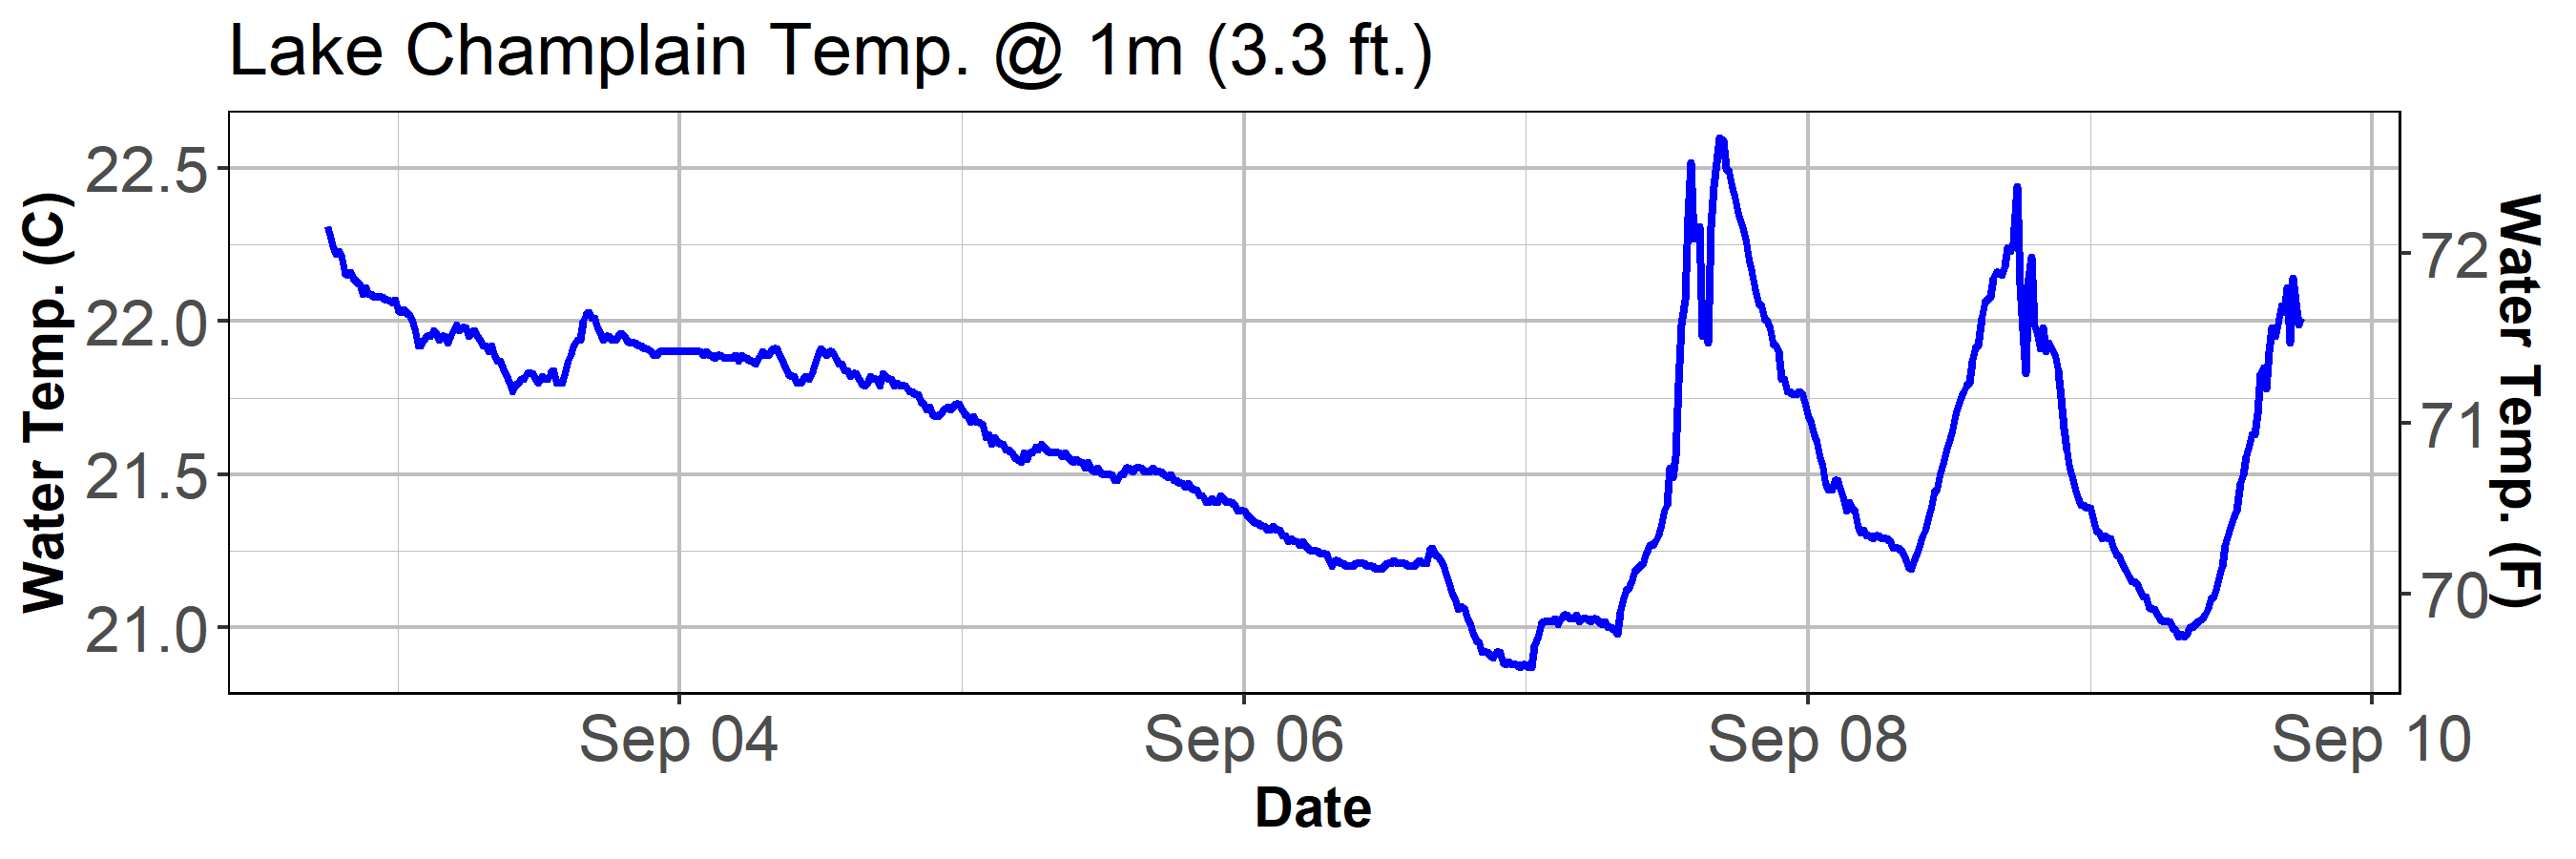 Lake Champlain Temp. @ 1m (3.3 ft.)
Water Temp. (C)
22.5
22.0
21.5
21.0
72
71
70
Water Temp. (F)
Sep 04 Sep 06 Sep 08 Sep 10
Date